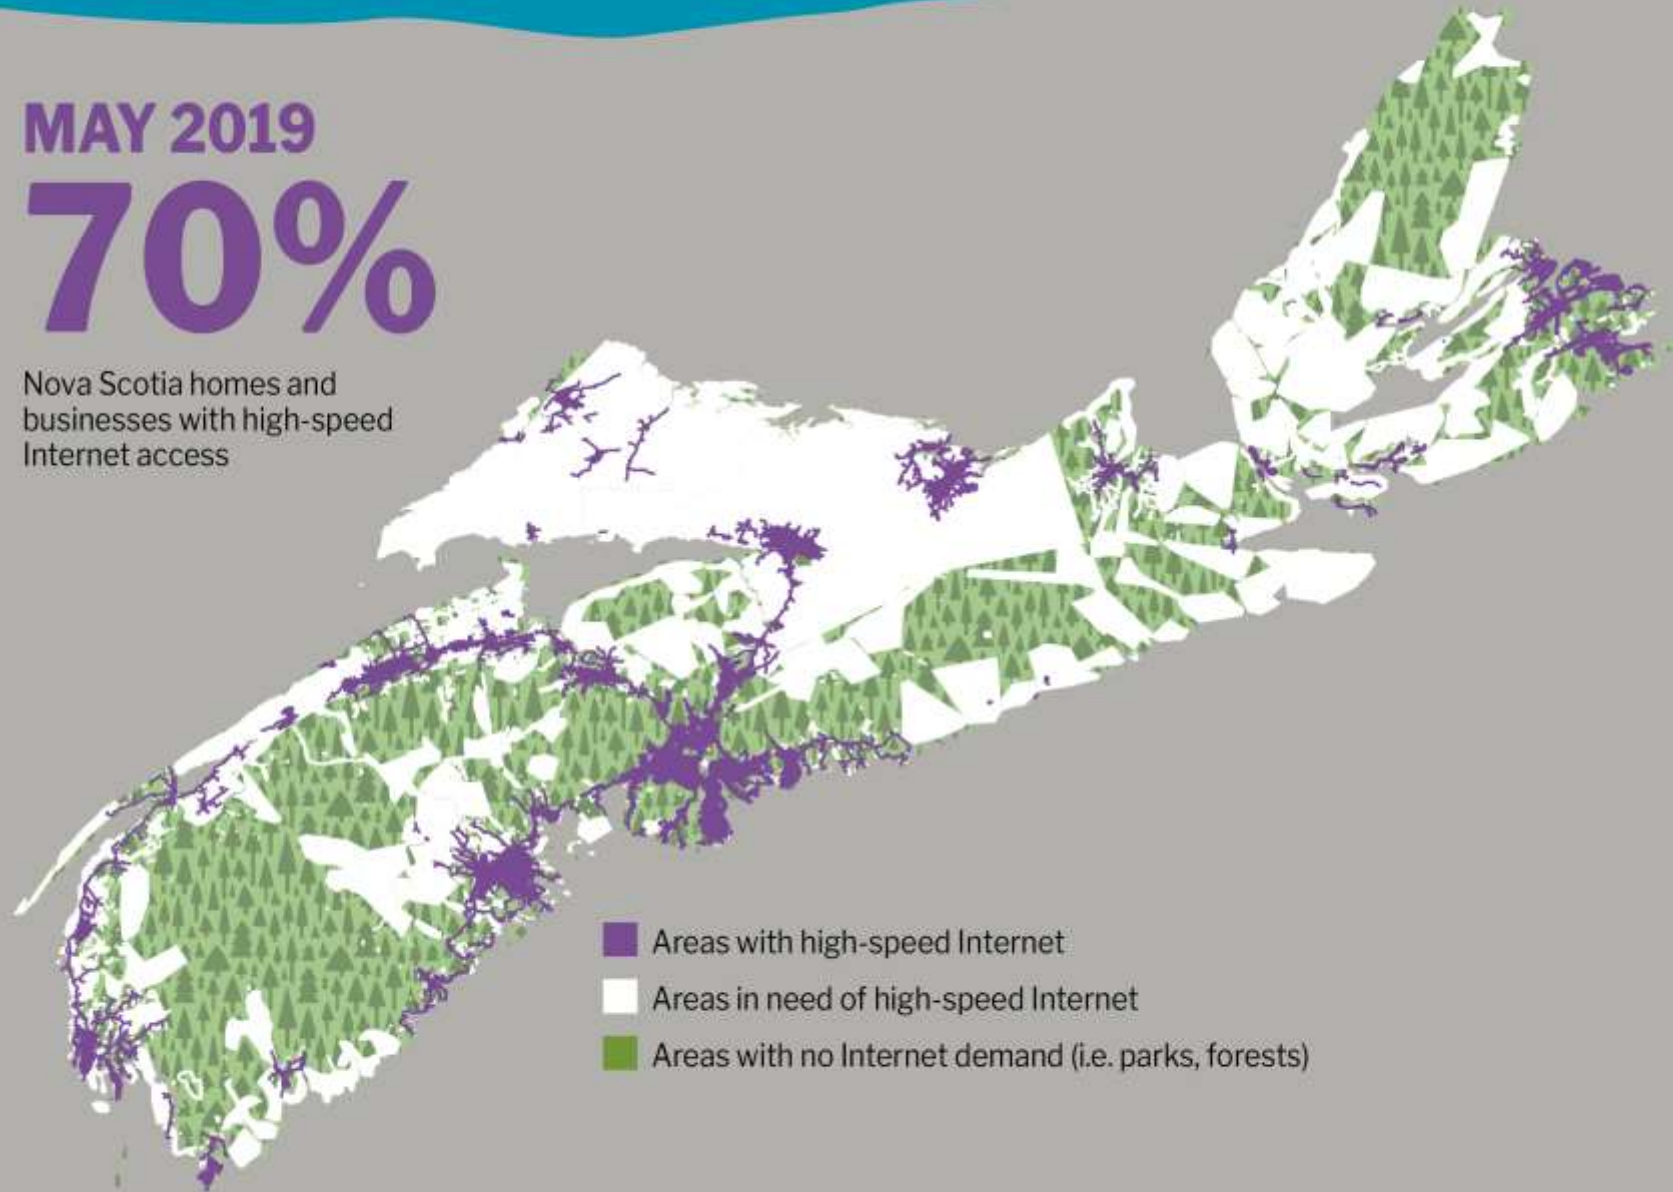 MAY 2019
70%
Nova Scotia homes and
businesses with high-speed
Internet access
Areas with high-speed Internet
Areas in need of high-speed Internet
Areas with no Internet demand (i.e. parks, forests)